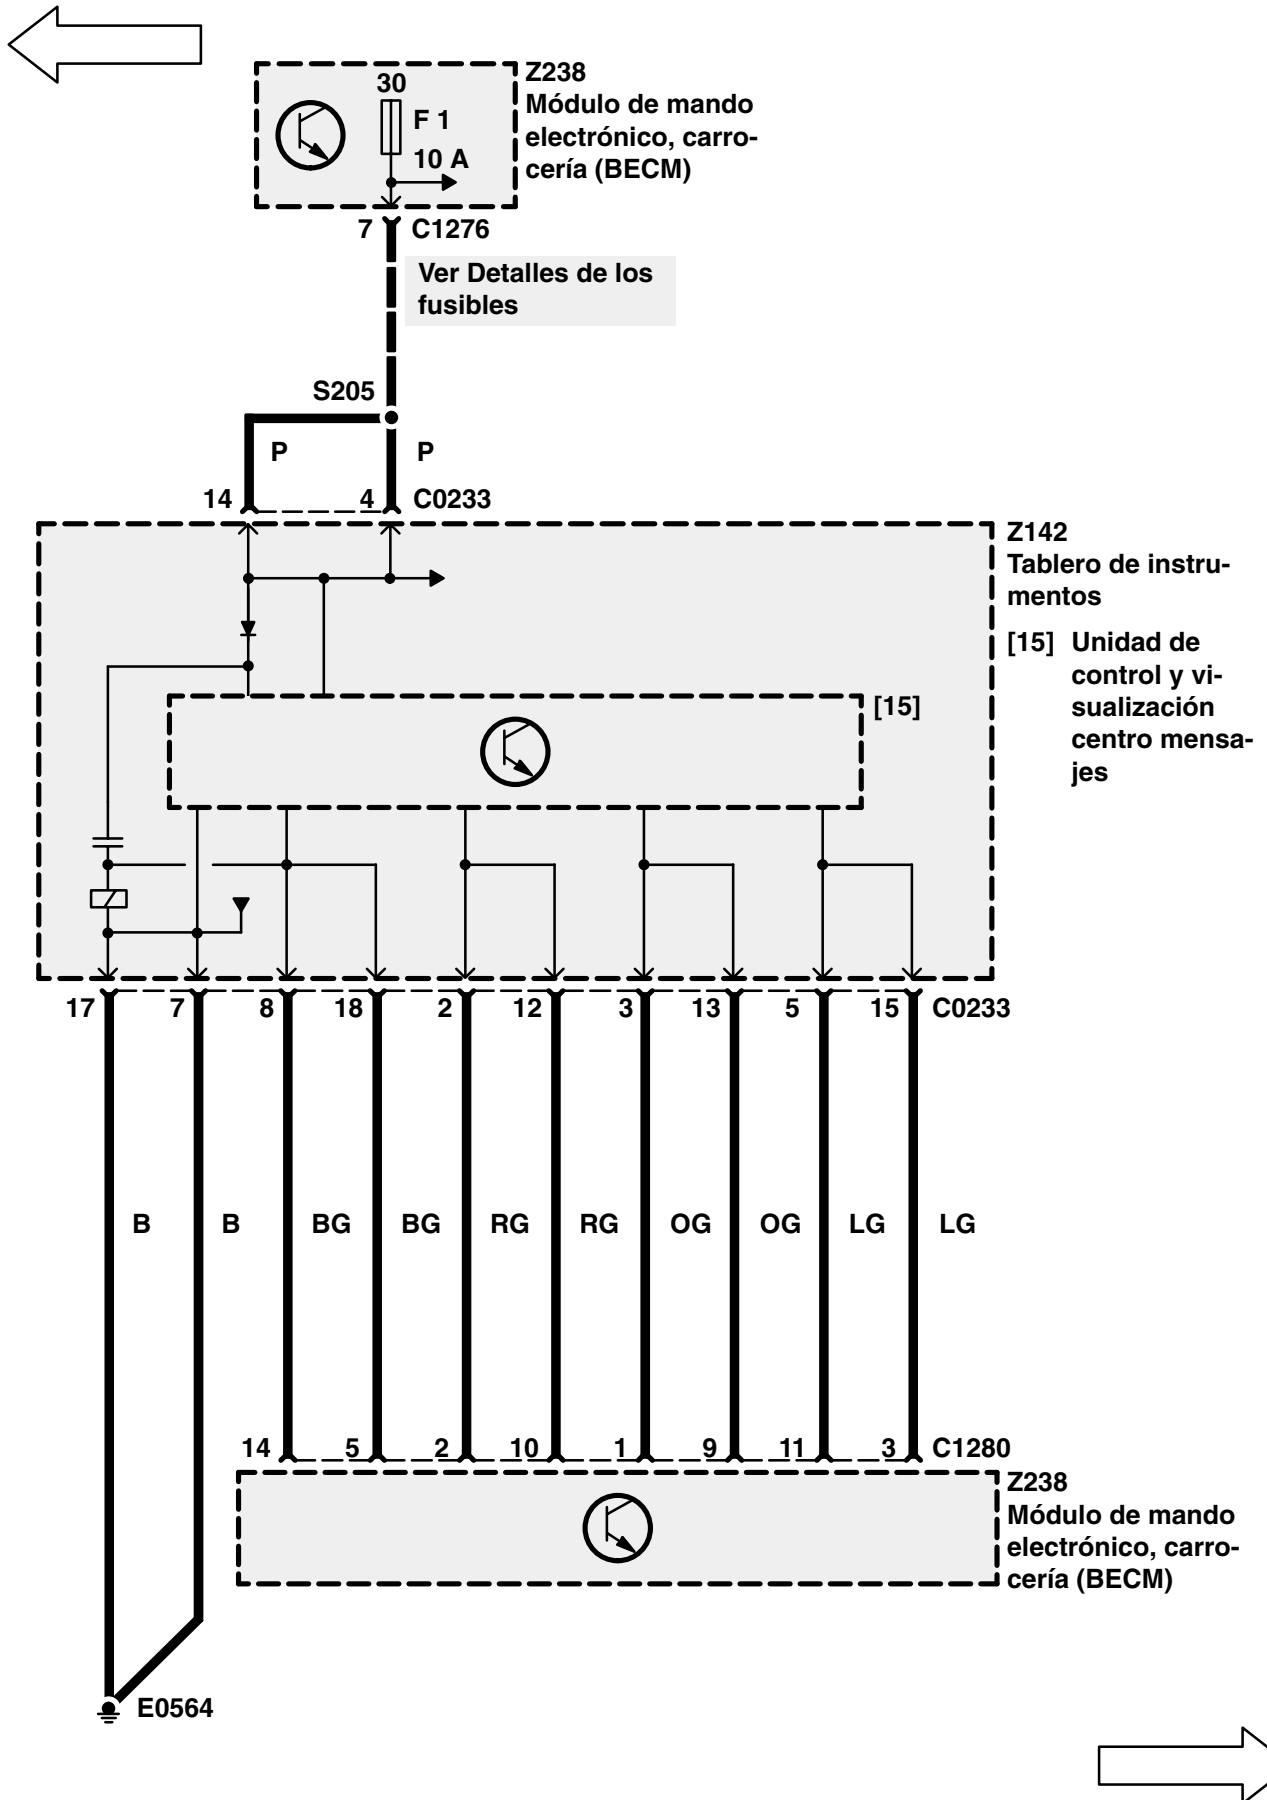 Z238
Módulo de mando
electrónico, carro-
cería (BECM)
30
F 1
10 A
7 C1276
Ver Detalles de los
fusibles
S205
P P
14 4 C0233
Z142
Tablero de instru-
mentos
[15] Unidad de
control y vi-
sualización
centro mensa-
jes
[15]
17 7 8 18 2 12 3 13 5 15 C0233
B B BG BG RG RG OG OG LG LG
14 5 2 10 1 9 11 3 C1280
Z238
Módulo de mando
electrónico, carro-
cería (BECM)
E0564